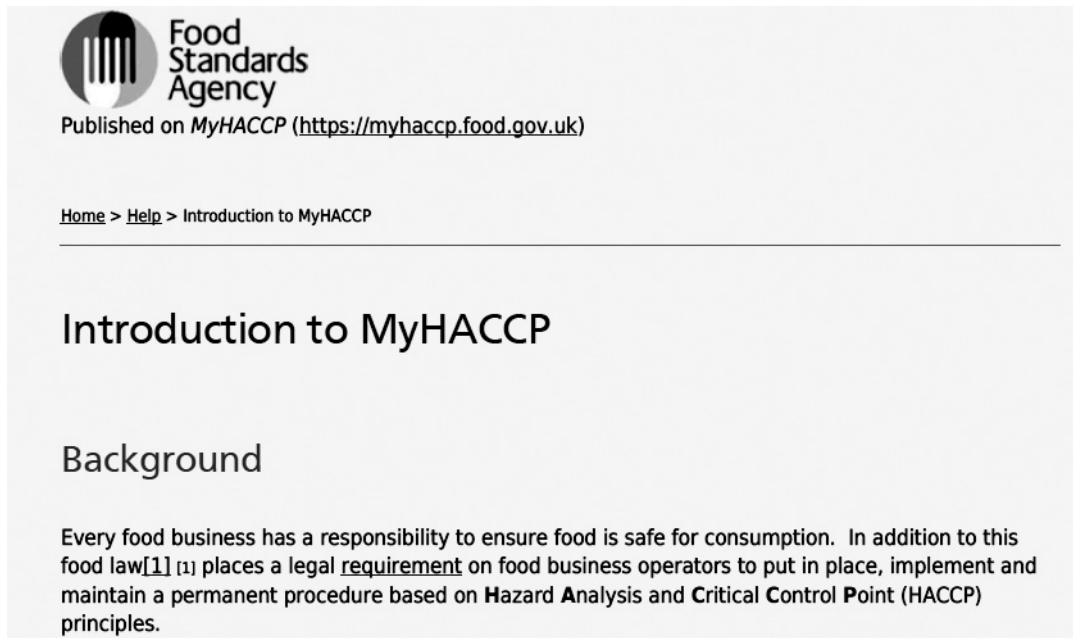 Food
Standards
Agency
Published on MyHACCP (https://myhaccp.food.gov.uk)
Home > Help > Introduction to MyHACCP
Introduction to MyHACCP
Background
Every food business has a responsibility to ensure food is safe for consumption.  In addition to this
food law[1] [1] places a legal requirement on food business operators to put in place, implement and
maintain a permanent procedure based on Hazard Analysis and Critical Control Point (HACCP)
principles.